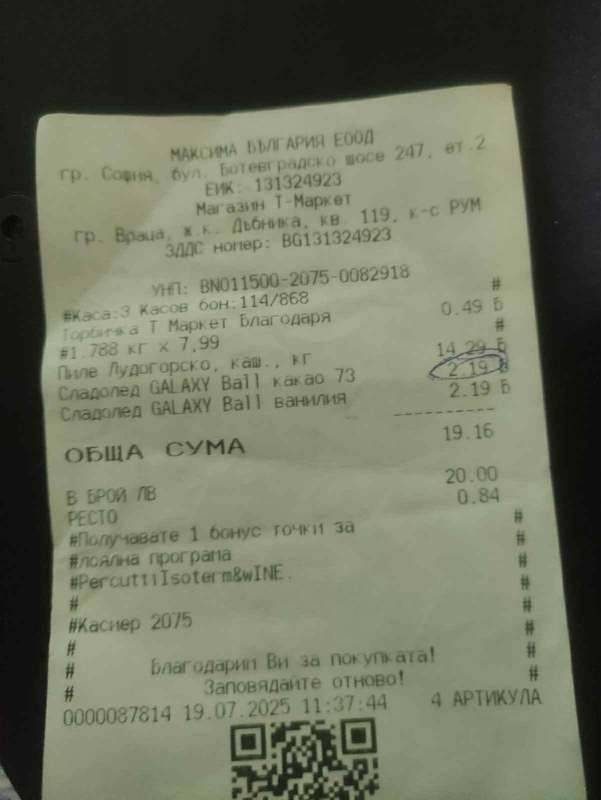 МАКСИМА БЪЛГАРИЯ ЕООД
гр. София, бул. Ботевградско шосе 247, ет.2
ЕИК: 131324923
Магазин Т-Маркет
гр. Враца, ж.к. Дъбника, кв. 119, к-с РУМ
ЗДДС номер: BG131324923
УНП: BN011500-2075-0082918
#Каса:3 Касов бон:114/868 #
Торбичка Т Маркет Благодаря 0.49 Б
#1.788 кг x 7,99 #
Пиле Лудогорско, каш., кг 14.29 Б
Сладолед GALAXY Ball какао 73 2.19 Б
Сладолед GALAXY Ball ванилия 2.19 Б
----------
ОБЩА СУМА 19.16
В БРОЙ ЛВ 20.00
РЕСТО 0.84
#Получавате 1 бонус точки за #
#лоялна програма #
#PercuttiIsoterm&wINE. #
# #
#Касиер 2075 #
# #
# Благодарим Ви за покупката! #
# Заповядайте отново! #
0000087814 19.07.2025 11:37:44 4 АРТИКУЛА